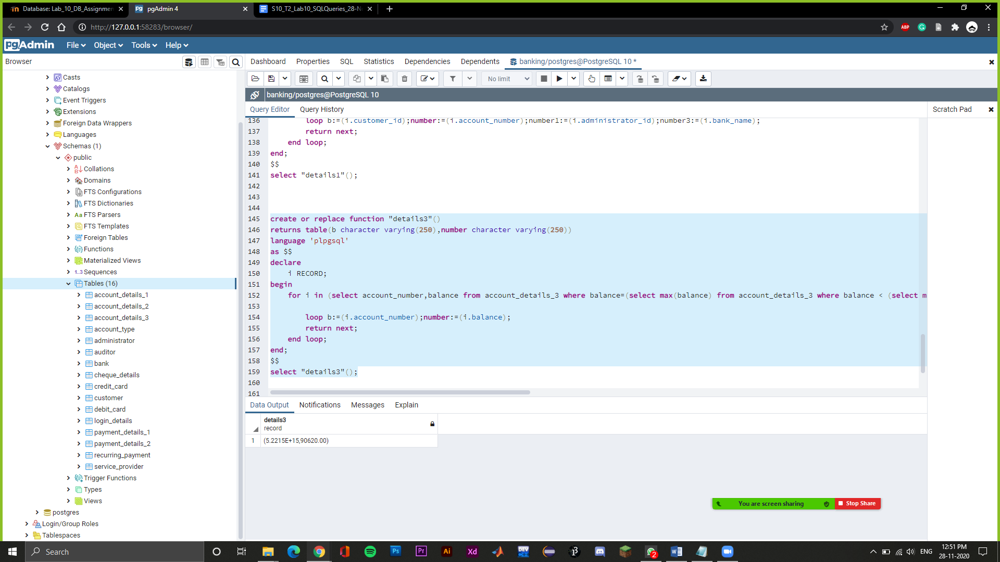 Database: Lab_10_DB_Assignmen
pgAdmin 4
S10_T2_Lab10_SQLQueries_28-N
http://127.0.0.1:58283/browser/
ABP
pgAdmin
File
Object
Tools
Help
Browser
Dashboard
Properties
SQL
Statistics
Dependencies
Dependents
banking/postgres@PostgreSQL 10 *
No limit
banking/postgres@PostgreSQL 10
Query Editor
Query History
Scratch Pad
Casts
Catalogs
Event Triggers
Extensions
Foreign Data Wrappers
Languages
Schemas (1)
public
Collations
Domains
FTS Configurations
FTS Dictionaries
Aa FTS Parsers
FTS Templates
Foreign Tables
Functions
Materialized Views
1..3 Sequences
Tables (16)
account_details_1
account_details_2
account_details_3
account_type
administrator
auditor
bank
cheque_details
credit_card
customer
debit_card
login_details
payment_details_1
payment_details_2
recurring_payment
service_provider
Trigger Functions
Types
Views
postgres
Login/Group Roles
Tablespaces
136 loop b:=(i.customer_id);number:=(i.account_number);number1:=(i.administrator_id);number3:=(i.bank_name);
137 return next;
138 end loop;
139 end;
140 $$
141 select "details1"();
142
143
144
145 create or replace function "details3"()
146 returns table(b character varying(250),number character varying(250))
147 language 'plpgsql'
148 as $$
149 declare
150 i RECORD;
151 begin
152 for i in (select account_number,balance from account_details_3 where balance=(select max(balance) from account_details_3 where balance < (select m
153
154 loop b:=(i.account_number);number:=(i.balance);
155 return next;
156 end loop;
157 end;
158 $$
159 select "details3"();
160
161
Data Output
Notifications
Messages
Explain
details3
record
1 (5.2215E+15,90620.00)
You are screen sharing
Stop Share
Search
Ps
Pr
Ai
Xd
DEV
2
ENG
12:51 PM
28-11-2020